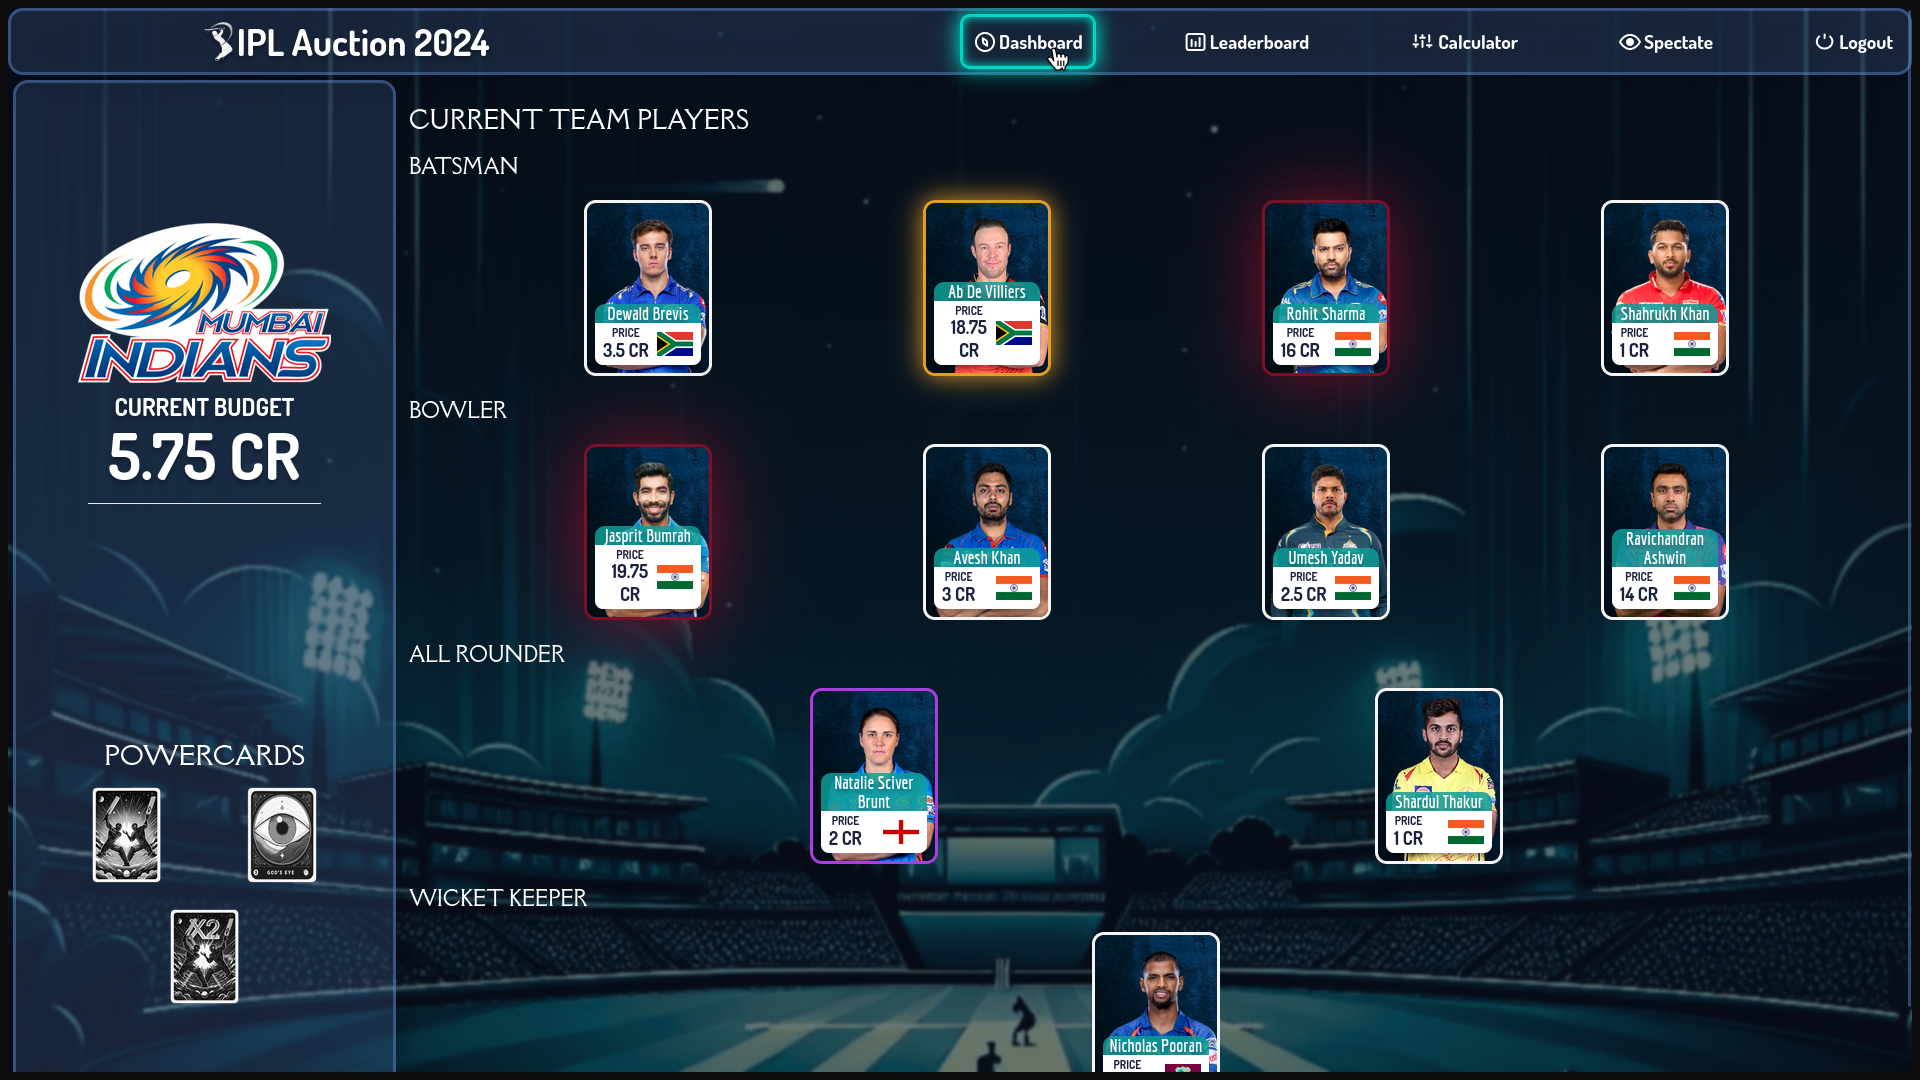 IPL Auction 2024
Dashboard
Leaderboard
Calculator
Spectate
Logout
MUMBAI
INDIANS
CURRENT BUDGET
5.75 CR
POWERCARDS
GOD'S EYE
X2
CURRENT TEAM PLAYERS
BATSMAN
Dewald Brevis
PRICE
3.5 CR
Ab De Villiers
PRICE
18.75
CR
Rohit Sharma
PRICE
16 CR
Shahrukh Khan
PRICE
1 CR
BOWLER
Jasprit Bumrah
PRICE
19.75
CR
Avesh Khan
PRICE
3 CR
Umesh Yadav
PRICE
2.5 CR
Ravichandran
Ashwin
PRICE
14 CR
ALL ROUNDER
Natalie Sciver
Brunt
PRICE
2 CR
Shardul Thakur
PRICE
1 CR
WICKET KEEPER
Nicholas Pooran
PRICE